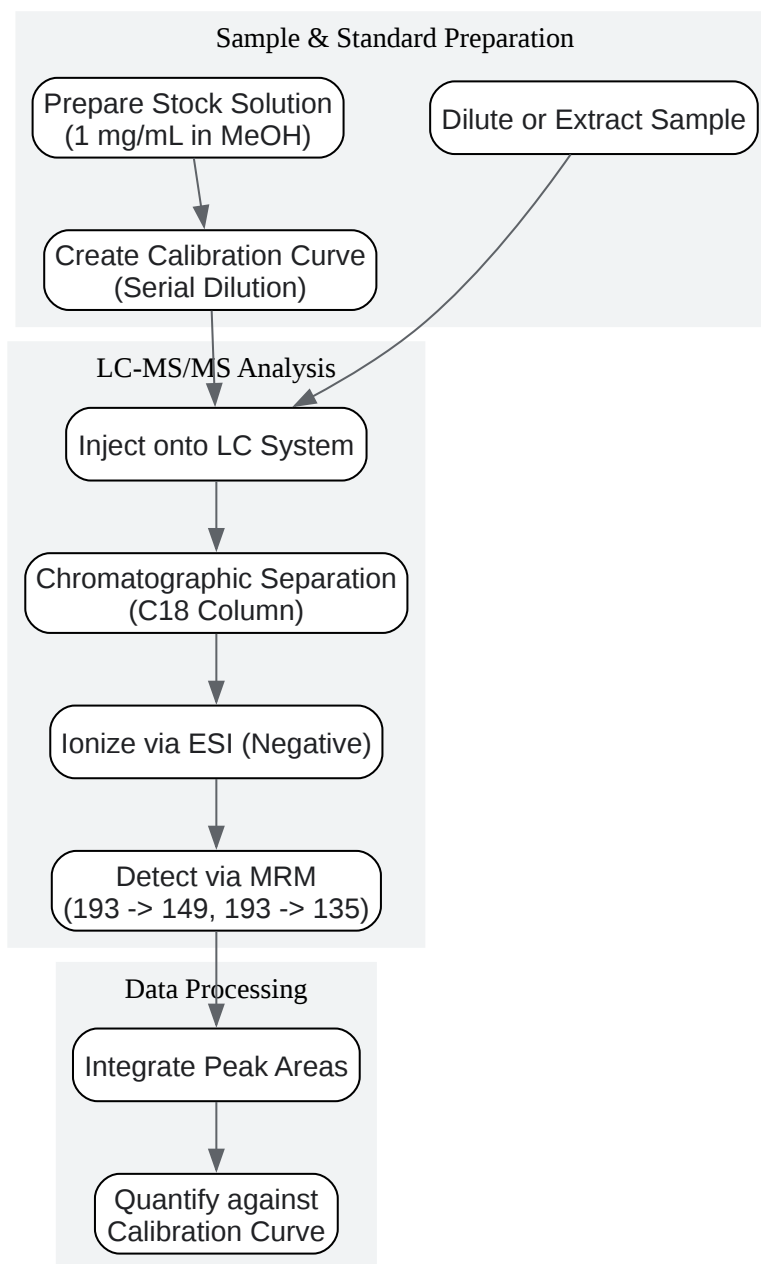 Sample & Standard Preparation
Prepare Stock Solution
(1 mg/mL in MeOH)
Dilute or Extract Sample
Create Calibration Curve
(Serial Dilution)
LC-MS/MS Analysis
Inject onto LC System
Chromatographic Separation
(C18 Column)
Ionize via ESI (Negative)
Detect via MRM
(193 -> 149, 193 -> 135)
Data Processing
Integrate Peak Areas
Quantify against
Calibration Curve